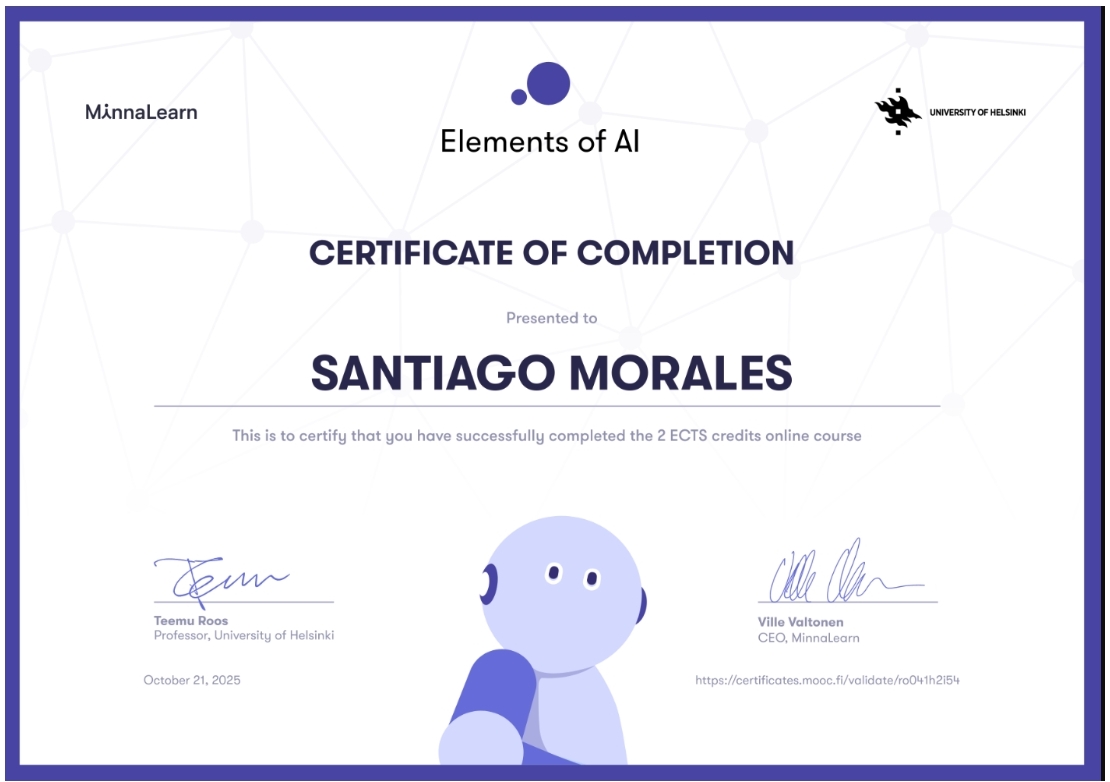 MinnaLearn
Elements of AI
UNIVERSITY OF HELSINKI
CERTIFICATE OF COMPLETION
Presented to
SANTIAGO MORALES
This is to certify that you have successfully completed the 2 ECTS credits online course
Teemu Roos
Professor, University of Helsinki
Ville Valtonen
CEO, MinnaLearn
October 21, 2025
https://certificates.mooc.fi/validate/ro041h2i54